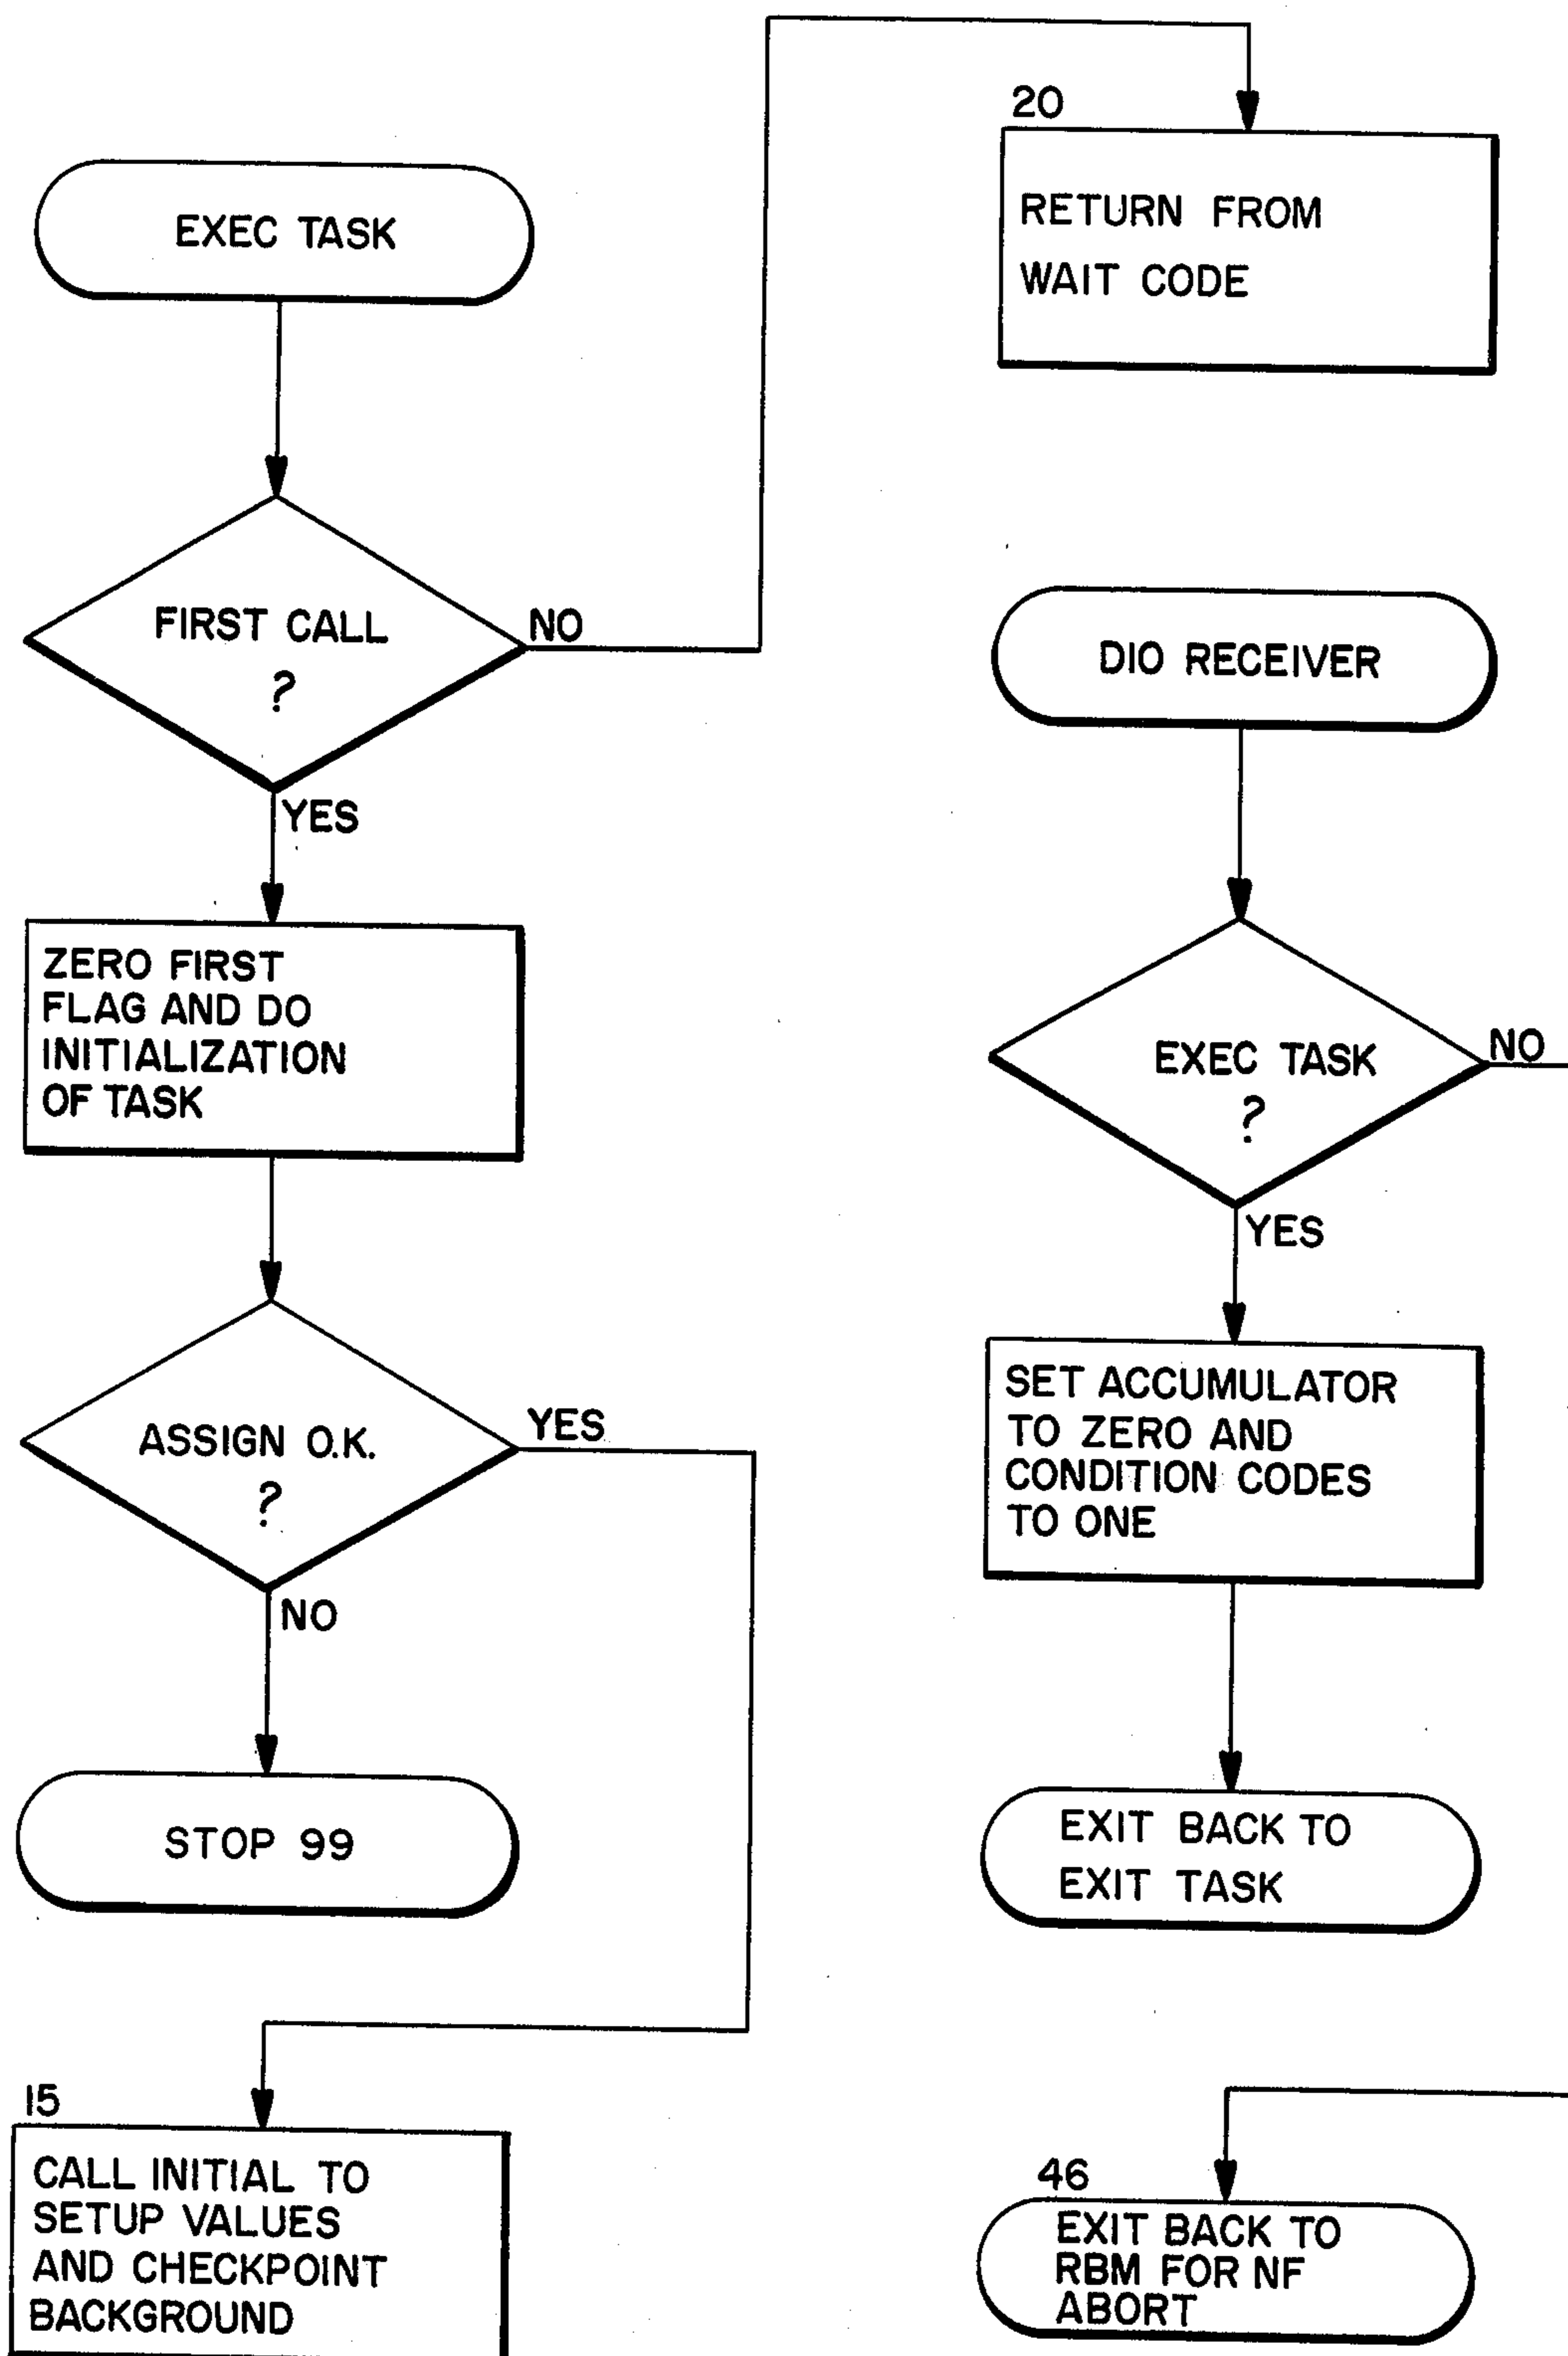 EXEC TASK
FIRST CALL
?
NO
YES
ZERO FIRST
FLAG AND DO
INITIALIZATION
OF TASK
ASSIGN O.K.
?
YES
NO
STOP 99
15
CALL INITIAL TO
SETUP VALUES
AND CHECKPOINT
BACKGROUND
20
RETURN FROM
WAIT CODE
DIO RECEIVER
EXEC TASK
?
NO
YES
SET ACCUMULATOR
TO ZERO AND
CONDITION CODES
TO ONE
EXIT BACK TO
EXIT TASK
46
EXIT BACK TO
RBM FOR NF
ABORT